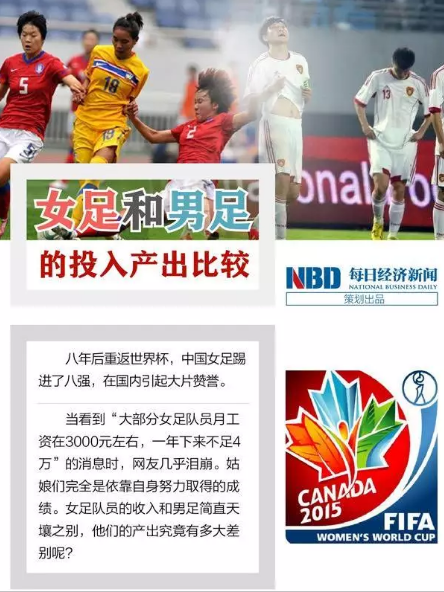 5
18
2
女足和男足
的投入产出比较
NBD 每日经济新闻
NATIONAL BUSINESS DAILY
策划出品
八年后重返世界杯，中国女足踢
进了八强，在国内引起大片赞誉。
当看到“大部分女足队员月工
资在3000元左右，一年下来不足4
万”的消息时，网友几乎泪崩。姑
娘们完全是依靠自身努力取得的成
绩。女足队员的收入和男足简直天
壤之别，他们的产出究竟有多大差
别呢？
CANADA
2015
FIFA
WOMEN'S WORLD CUP